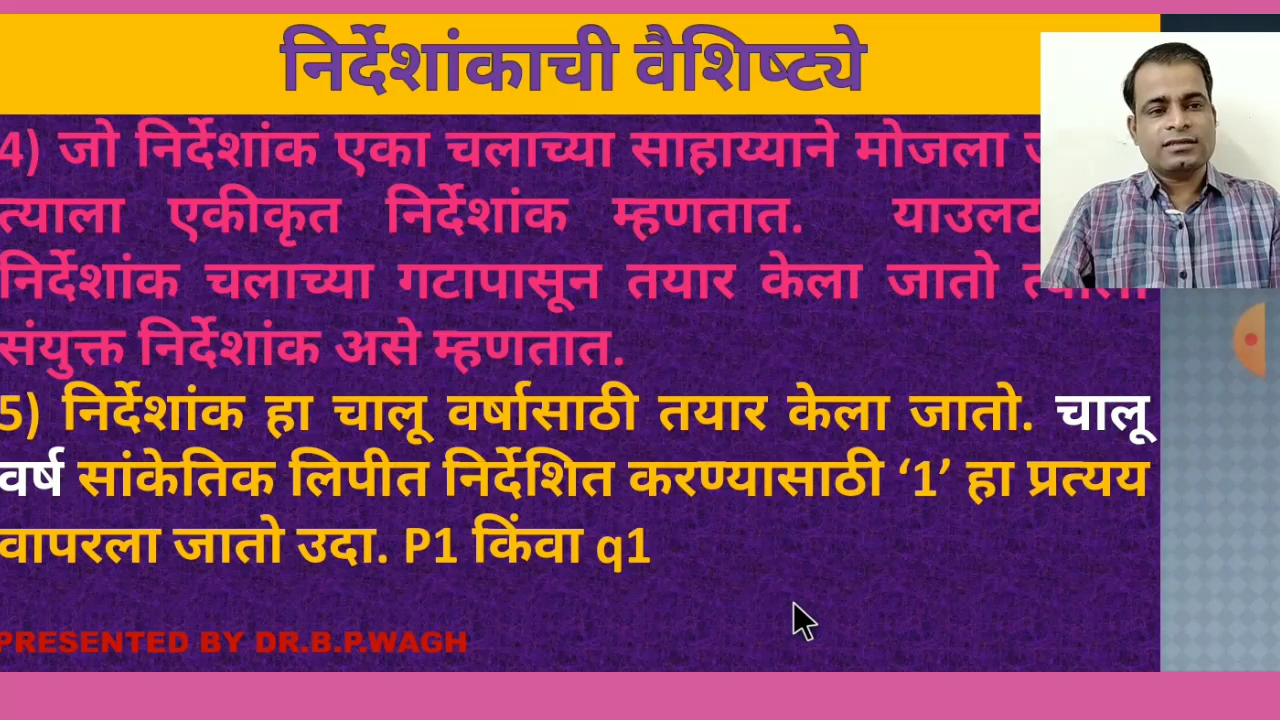 निर्देशांकाची वैशिष्ट्ये
4) जो निर्देशांक एका चलाच्या साहाय्याने मोजला
त्याला एकीकृत निर्देशांक म्हणतात.
निर्देशांक चलाच्या गटापासून तयार केला जातो त्याला
संयुक्त निर्देशांक असे म्हणतात.
5) निर्देशांक हा चालू वर्षासाठी तयार केला जातो. चालू
वर्ष सांकेतिक लिपीत निर्देशित करण्यासाठी ‘1’ हा प्रत्यय
वापरला जातो उदा. P1 किंवा q1
PRESENTED BY DR.B.P.WAGH